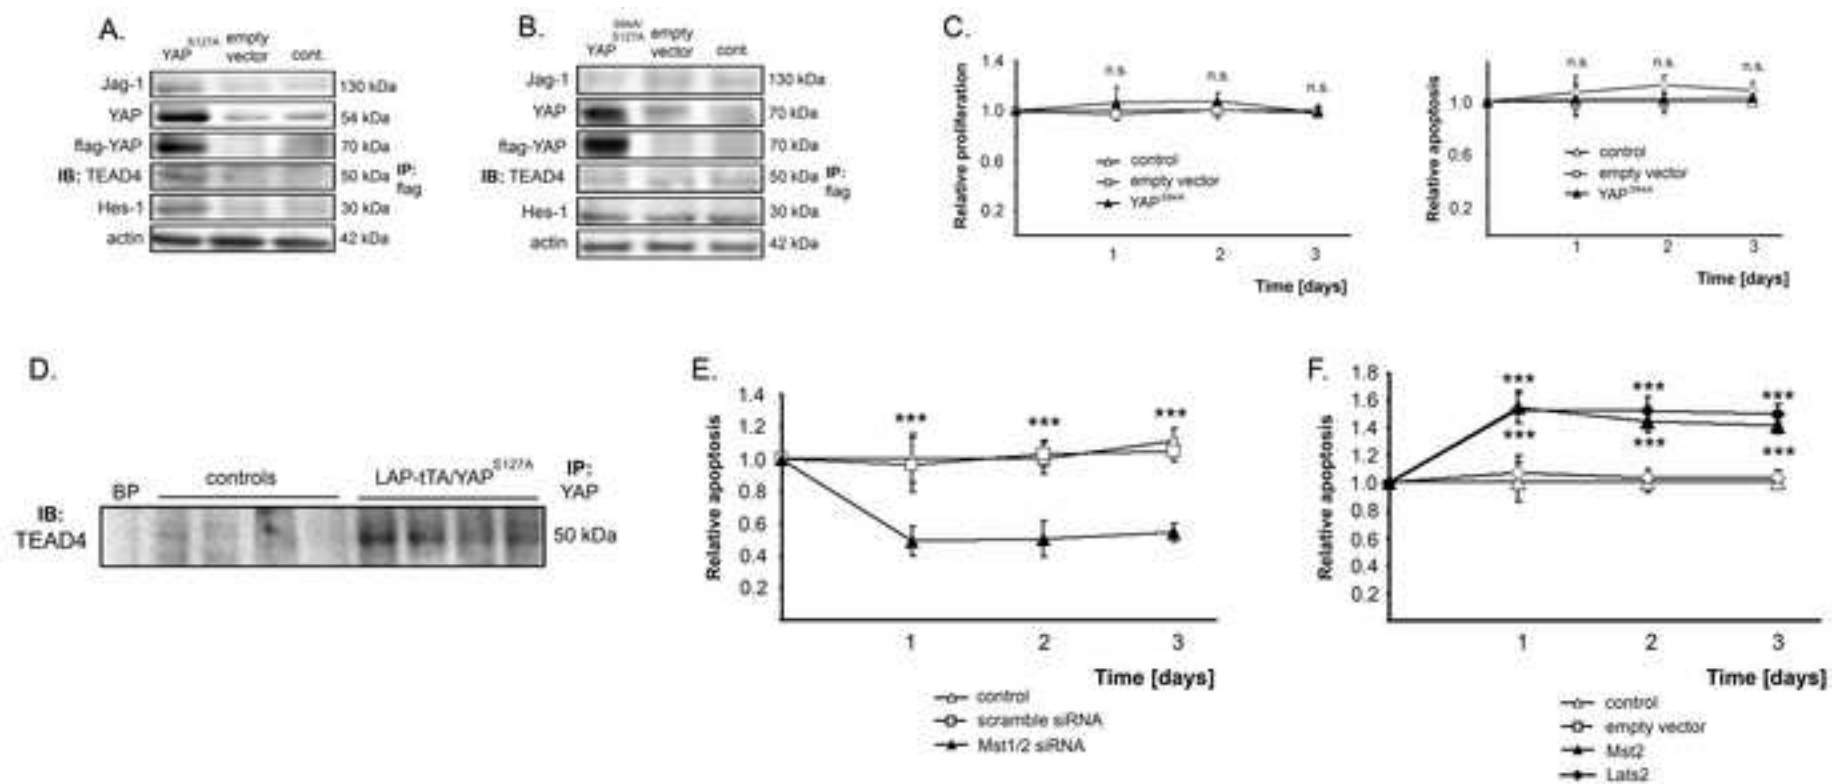 A.
YAP S127A empty vector cont.
Jag-1 130 kDa
YAP 54 kDa
flag-YAP 70 kDa
IB: TEAD4 50 kDa IP: flag
Hes-1 30 kDa
actin 42 kDa
B.
YAP S127A empty vector cont.
Jag-1 130 kDa
YAP 70 kDa
flag-YAP 70 kDa
IB: TEAD4 50 kDa IP: flag
Hes-1 30 kDa
actin 42 kDa
C.
Relative proliferation
1.4
1.0
0.6
0.2
n.s. n.s. n.s.
control
empty vector
YAP
1 2 3
Time [days]
Relative apoptosis
1.0
0.6
0.2
n.s. n.s. n.s.
control
empty vector
YAP
1 2 3
Time [days]
D.
BP controls LAP-tTA/YAP S127A IP: YAP
IB: TEAD4 50 kDa
E.
Relative apoptosis
1.4
1.2
1.0
0.8
0.6
0.4
0.2
*** *** ***
1 2 3
Time [days]
control
scramble siRNA
Mst1/2 siRNA
F.
Relative apoptosis
1.8
1.6
1.4
1.2
1.0
0.8
0.6
0.4
0.2
*** *** ***
*** *** ***
1 2 3
Time [days]
control
empty vector
Mst2
Lats2